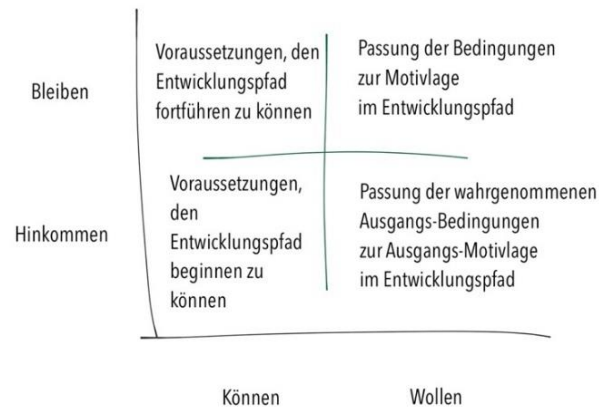 Bleiben
Voraussetzungen, den
Entwicklungspfad
fortführen zu können
Passung der Bedingungen
zur Motivlage
im Entwicklungspfad
Hinkommen
Voraussetzungen,
den
Entwicklungspfad
beginnen zu
können
Passung der wahrgenommenen
Ausgangs-Bedingungen
zur Ausgangs-Motivlage
im Entwicklungspfad
Können
Wollen